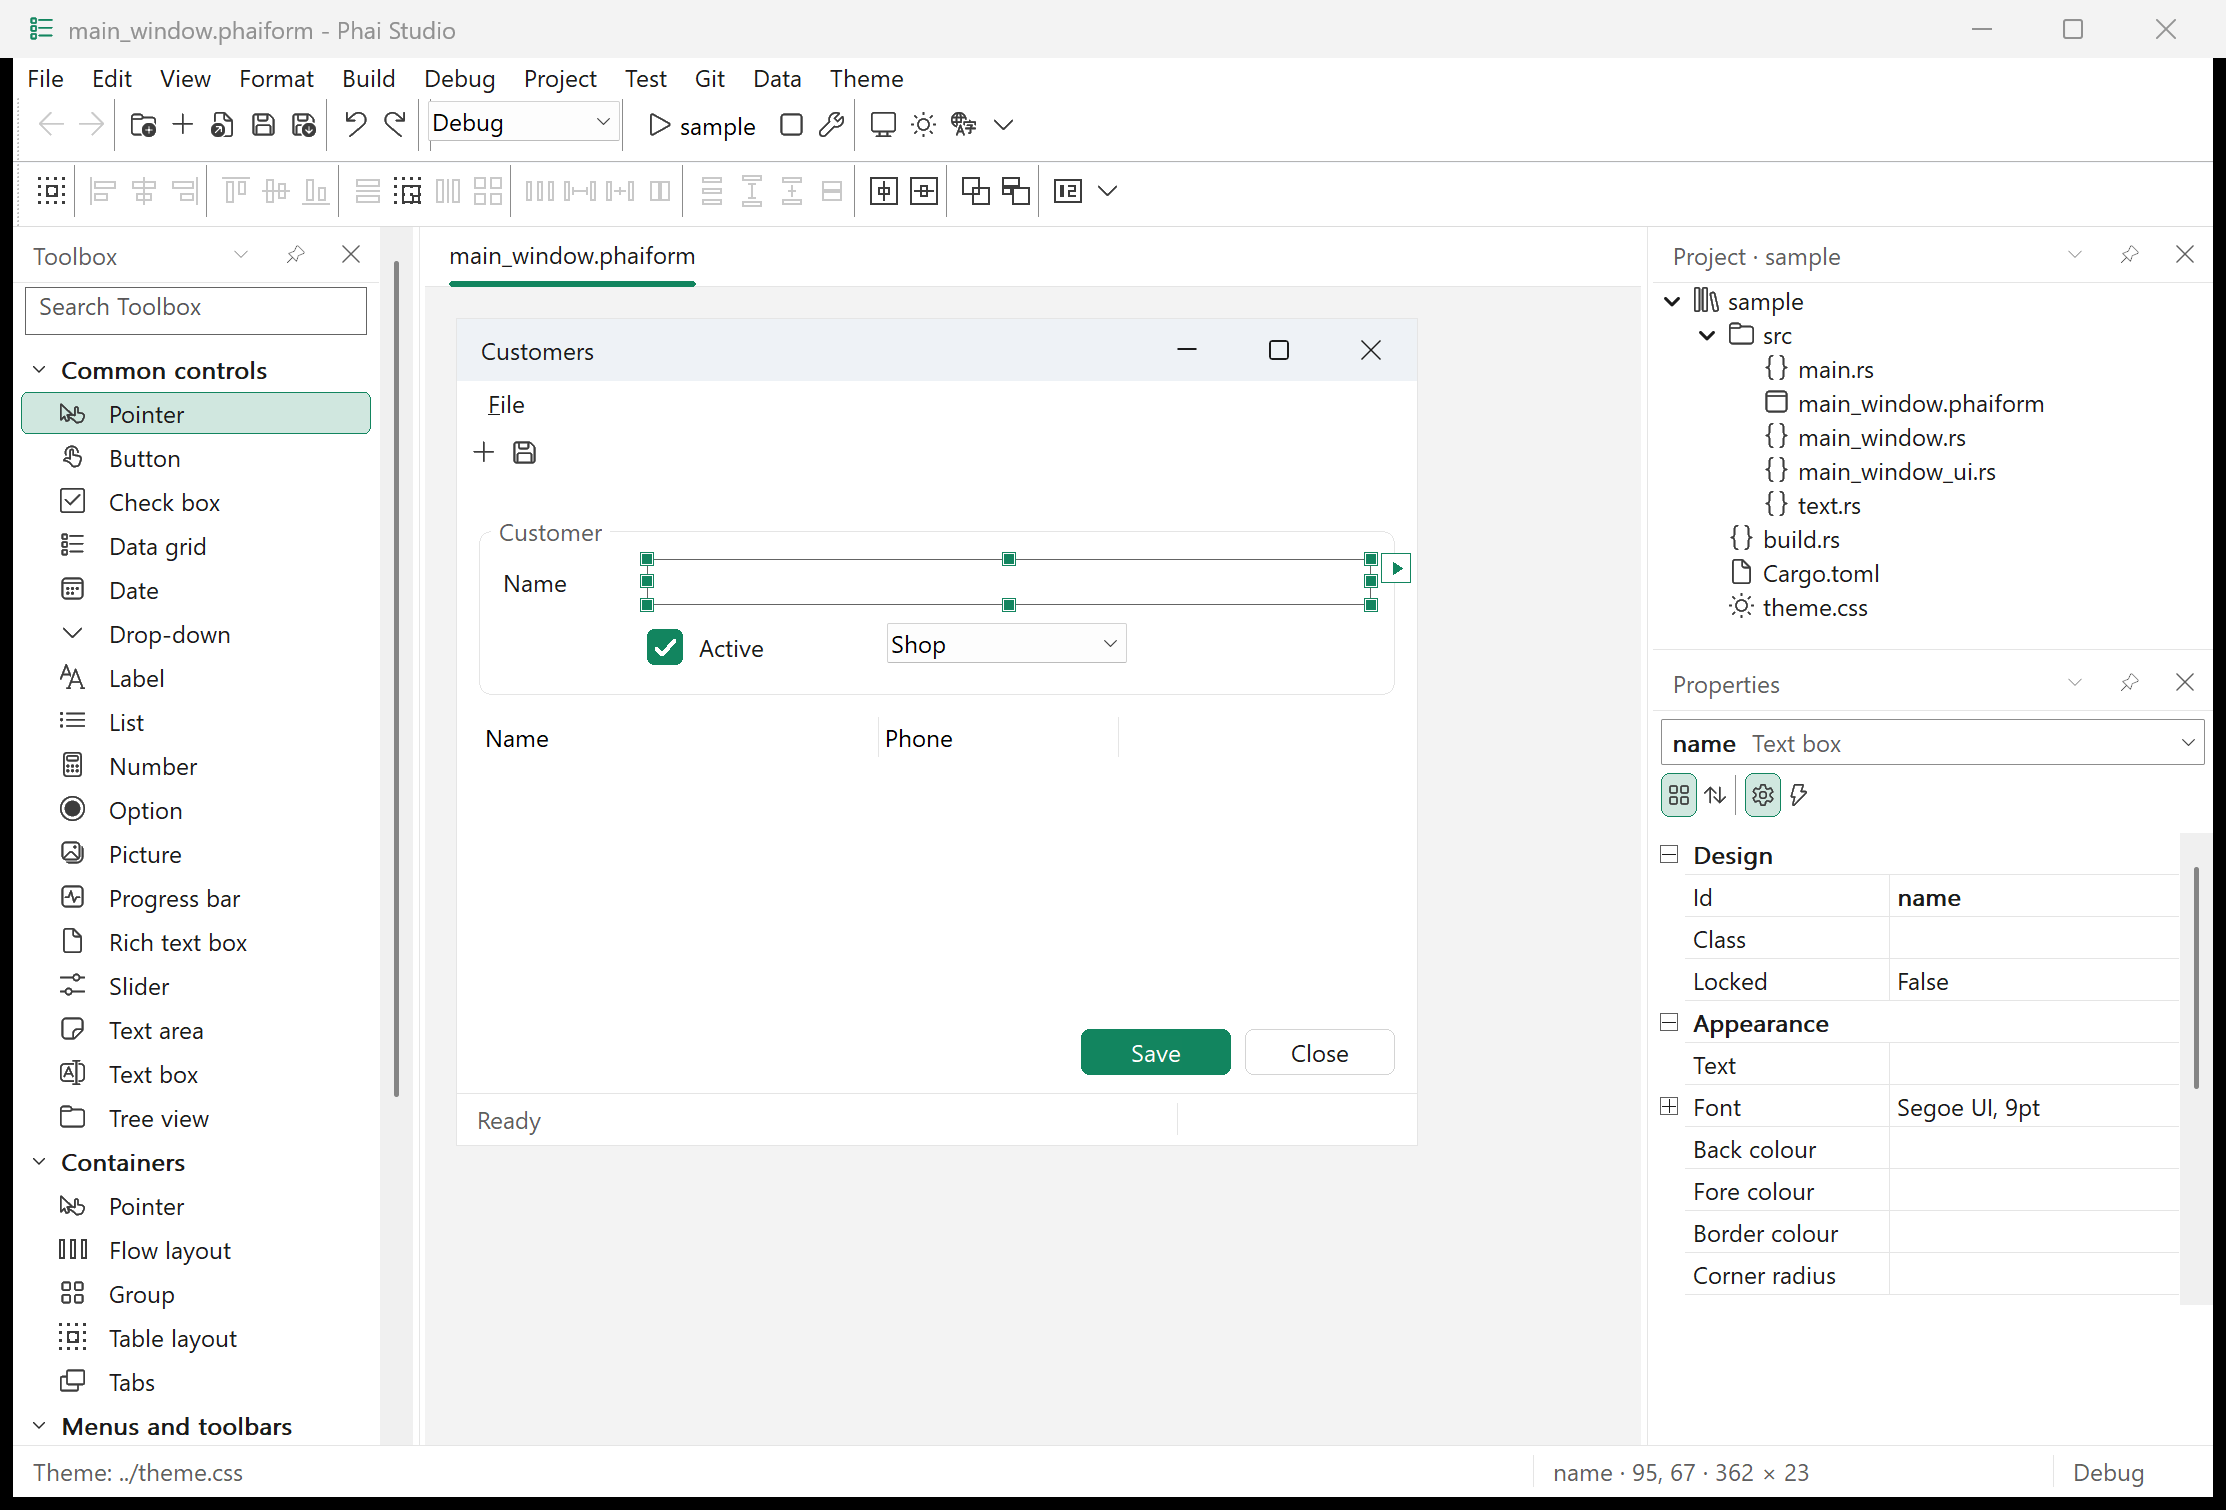 main_window.phaiform - Phai Studio
File Edit View Format Build Debug Project Test Git Data Theme
Debug
sample
12
Toolbox
Search Toolbox
Common controls
Pointer
Button
Check box
Data grid
Date
Drop-down
Label
List
Number
Option
Picture
Progress bar
Rich text box
Slider
Text area
Text box
Tree view
Containers
Pointer
Flow layout
Group
Table layout
Tabs
Menus and toolbars
main_window.phaiform
Customers
File
Customer
Name
Active
Shop
Name Phone
Save Close
Ready
Project · sample
sample
src
main.rs
main_window.phaiform
main_window.rs
main_window_ui.rs
text.rs
build.rs
Cargo.toml
theme.css
Properties
name Text box
Design
Id name
Class
Locked False
Appearance
Text
Font Segoe UI, 9pt
Back colour
Fore colour
Border colour
Corner radius
Theme: ../theme.css
name · 95, 67 · 362 × 23
Debug